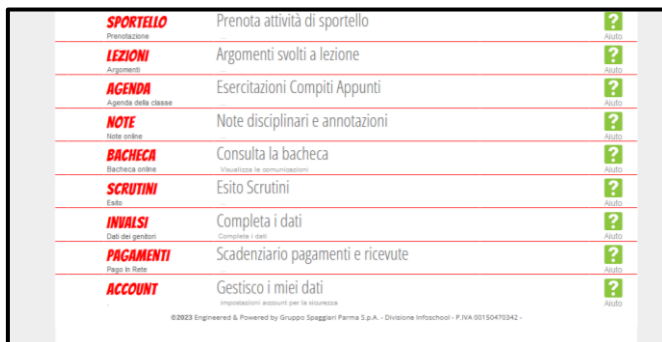 SPORTELLO Prenota attività di sportello
Prenotazione ... Aiuto
LEZIONI Argomenti svolti a lezione
Argomenti ... Aiuto
AGENDA Esercitazioni Compiti Appunti
Agenda della classe ... Aiuto
NOTE Note disciplinari e annotazioni
Note online ... Aiuto
BACHECA Consulta la bacheca
Bacheca online Visualizza le comunicazioni Aiuto
SCRUTINI Esito Scrutini
Esito ... Aiuto
INVALSI Completa i dati
Dati dei genitori Completa i dati Aiuto
PAGAMENTI Scadenziario pagamenti e ricevute
Pago in Rete ... Aiuto
ACCOUNT Gestisco i miei dati
. Impostazioni account per la sicurezza Aiuto
©2023 Engineered & Powered by Gruppo Spaggiari Parma S.p.A. - Divisione Infoschool - P.IVA 00150470342 -